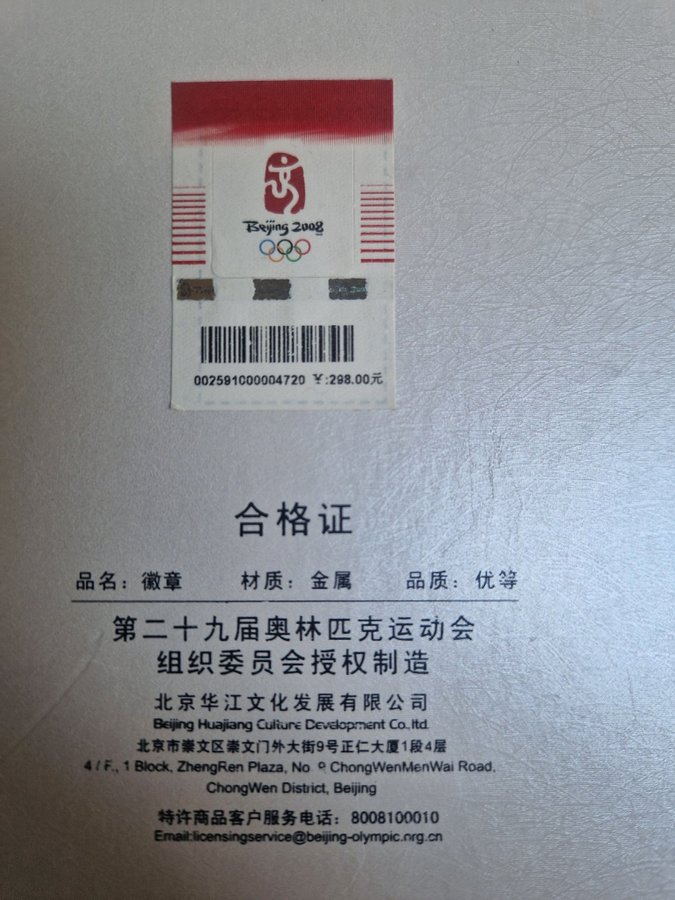 Beijing 2008
002591000004720 ¥:298.00元
合格证
品名：徽章 材质：金属 品质：优等
第二十九届奥林匹克运动会
组织委员会授权制造
北京华江文化发展有限公司
Beijing Huajiang Culture Development Co.ltd.
北京市崇文区崇文门外大街9号正仁大厦1段4层
4 / F., 1 Block, ZhengRen Plaza, No. 9 ChongWenMenWai Road,
ChongWen District, Beijing
特许商品客户服务电话：8008100010
Email:licensingservice@beijing-olympic.org.cn